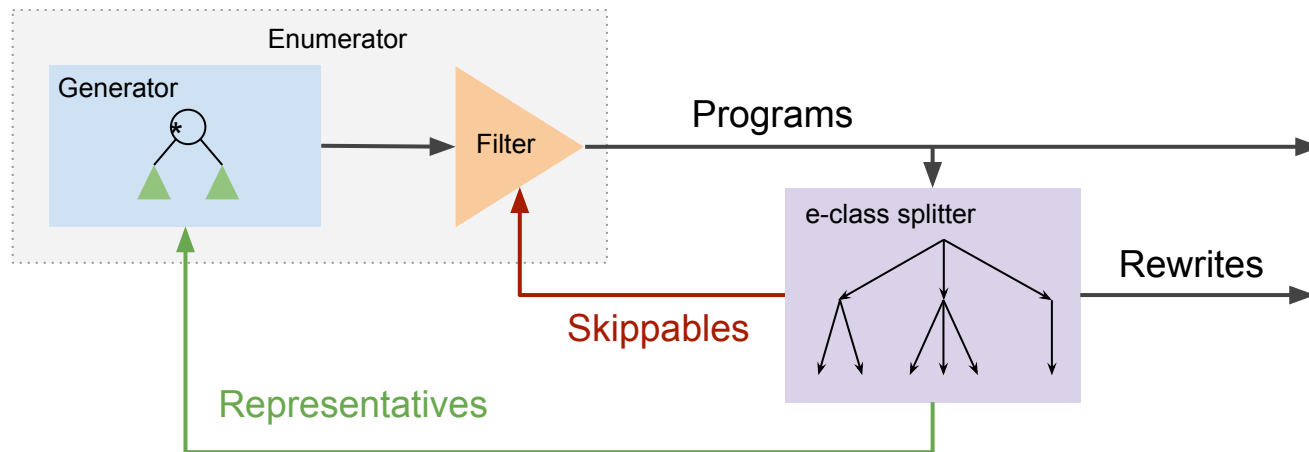 Enumerator
Generator
*
Filter
Programs
e-class splitter
Rewrites
Skippables
Representatives